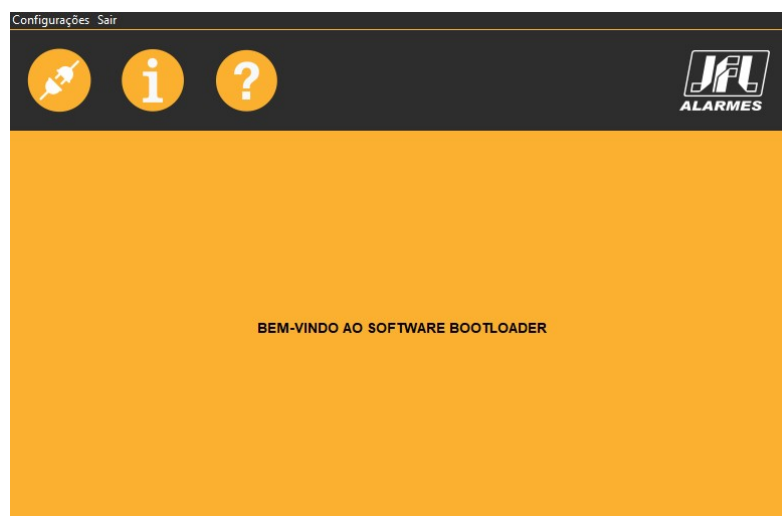 Configurações Sair
JFL
ALARMES
BEM-VINDO AO SOFTWARE BOOTLOADER